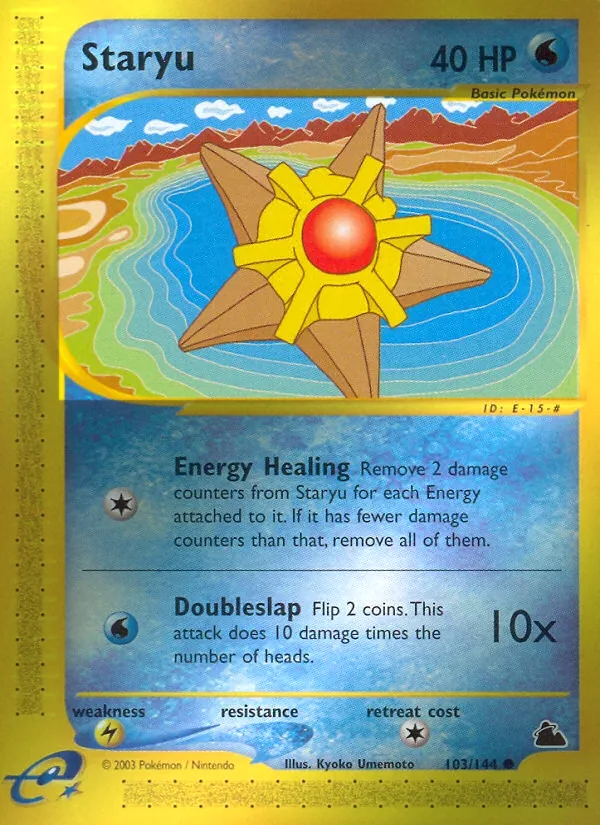 Staryu 40 HP
Basic Pokémon
ID: E-15-#
Energy Healing Remove 2 damage
counters from Staryu for each Energy
attached to it. If it has fewer damage
counters than that, remove all of them.
Doubleslap Flip 2 coins. This
attack does 10 damage times the
number of heads.
10x
weakness resistance retreat cost
© 2003 Pokémon / Nintendo Illus. Kyoko Umemoto 103/144
e